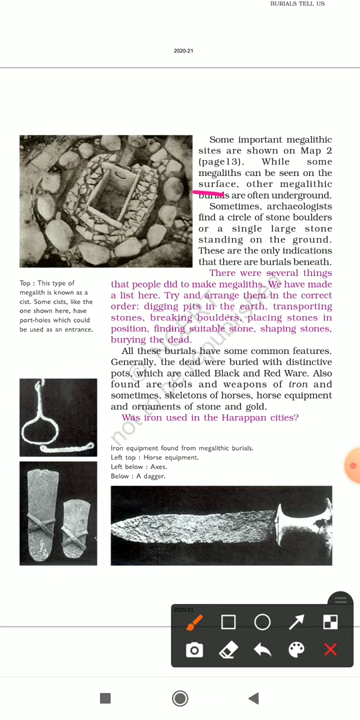 BURIALS TELL US
2020-21
Some important megalithic
sites are shown on Map 2
(page13). While some
megaliths can be seen on the
surface, other megalithic
burials are often underground.
Sometimes, archaeologists
find a circle of stone boulders
or a single large stone
standing on the ground.
These are the only indications
that there are burials beneath.
Top : This type of
megalith is known as a
cist. Some cists, like the
one shown here, have
port-holes which could
be used as an entrance.
There were several things
that people did to make megaliths. We have made
a list here. Try and arrange them in the correct
order: digging pits in the earth, transporting
stones, breaking boulders, placing stones in
position, finding suitable stone, shaping stones,
burying the dead.
All these burials have some common features.
Generally, the dead were buried with distinctive
pots, which are called Black and Red Ware. Also
found are tools and weapons of iron and
sometimes, skeletons of horses, horse equipment
and ornaments of stone and gold.
Was iron used in the Harappan cities?
Iron equipment found from megalithic burials.
Left top : Horse equipment.
Left below : Axes.
Below : A dagger.
2020-21